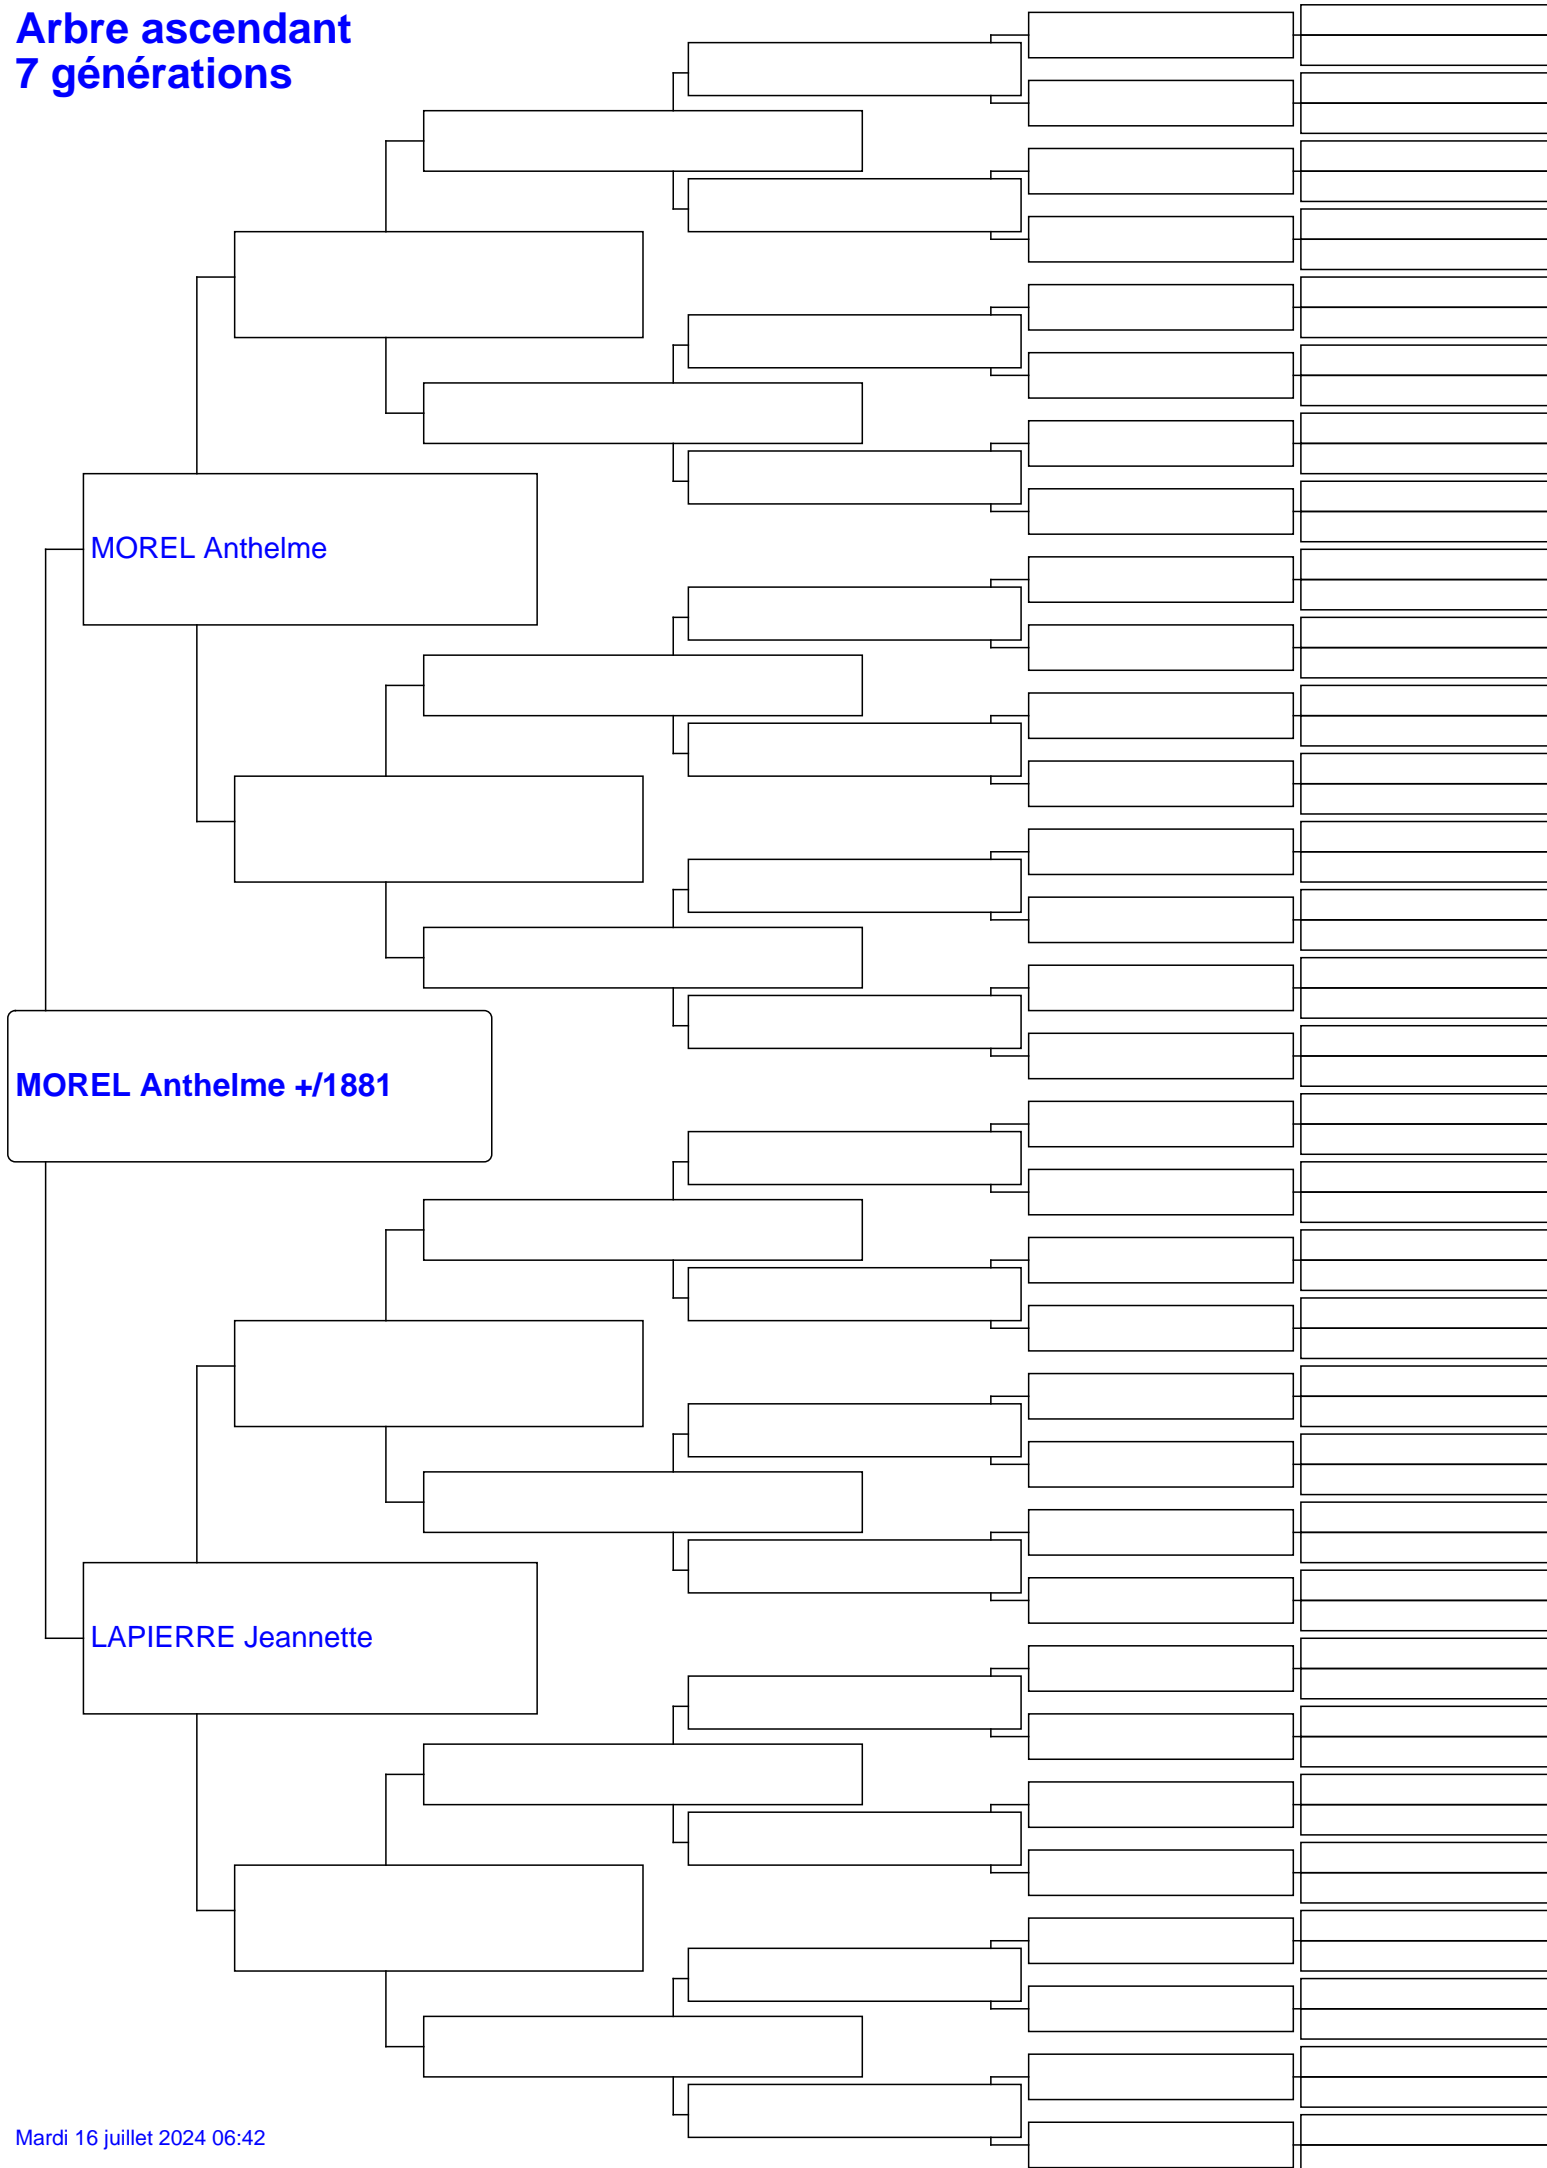 Arbre ascendant
7 générations
MOREL Anthelme
MOREL Anthelme +/1881
LAPIERRE Jeannette
Mardi 16 juillet 2024 06:42